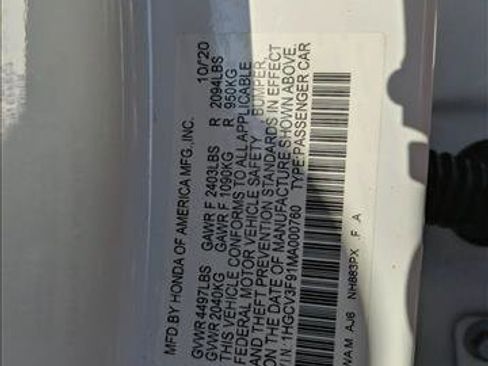 MFD BY HONDA OF AMERICA MFG.,INC. 10/'20
GVWR 4497LBS GAWR F 2403LBS R 2094LBS
GVWR 2040KG GAWR F 1090KG R 950KG
THIS VEHICLE CONFORMS TO ALL APPLICABLE
FEDERAL MOTOR VEHICLE SAFETY BUMPER,
AND THEFT PREVENTION STANDARDS IN EFFECT
ON THE DATE OF MANUFACTURE SHOWN ABOVE.
V.I.N: 1HGCV3F91MA000760 TYPE:PASSENGER CAR
NAM AJ6 NH883PX F A